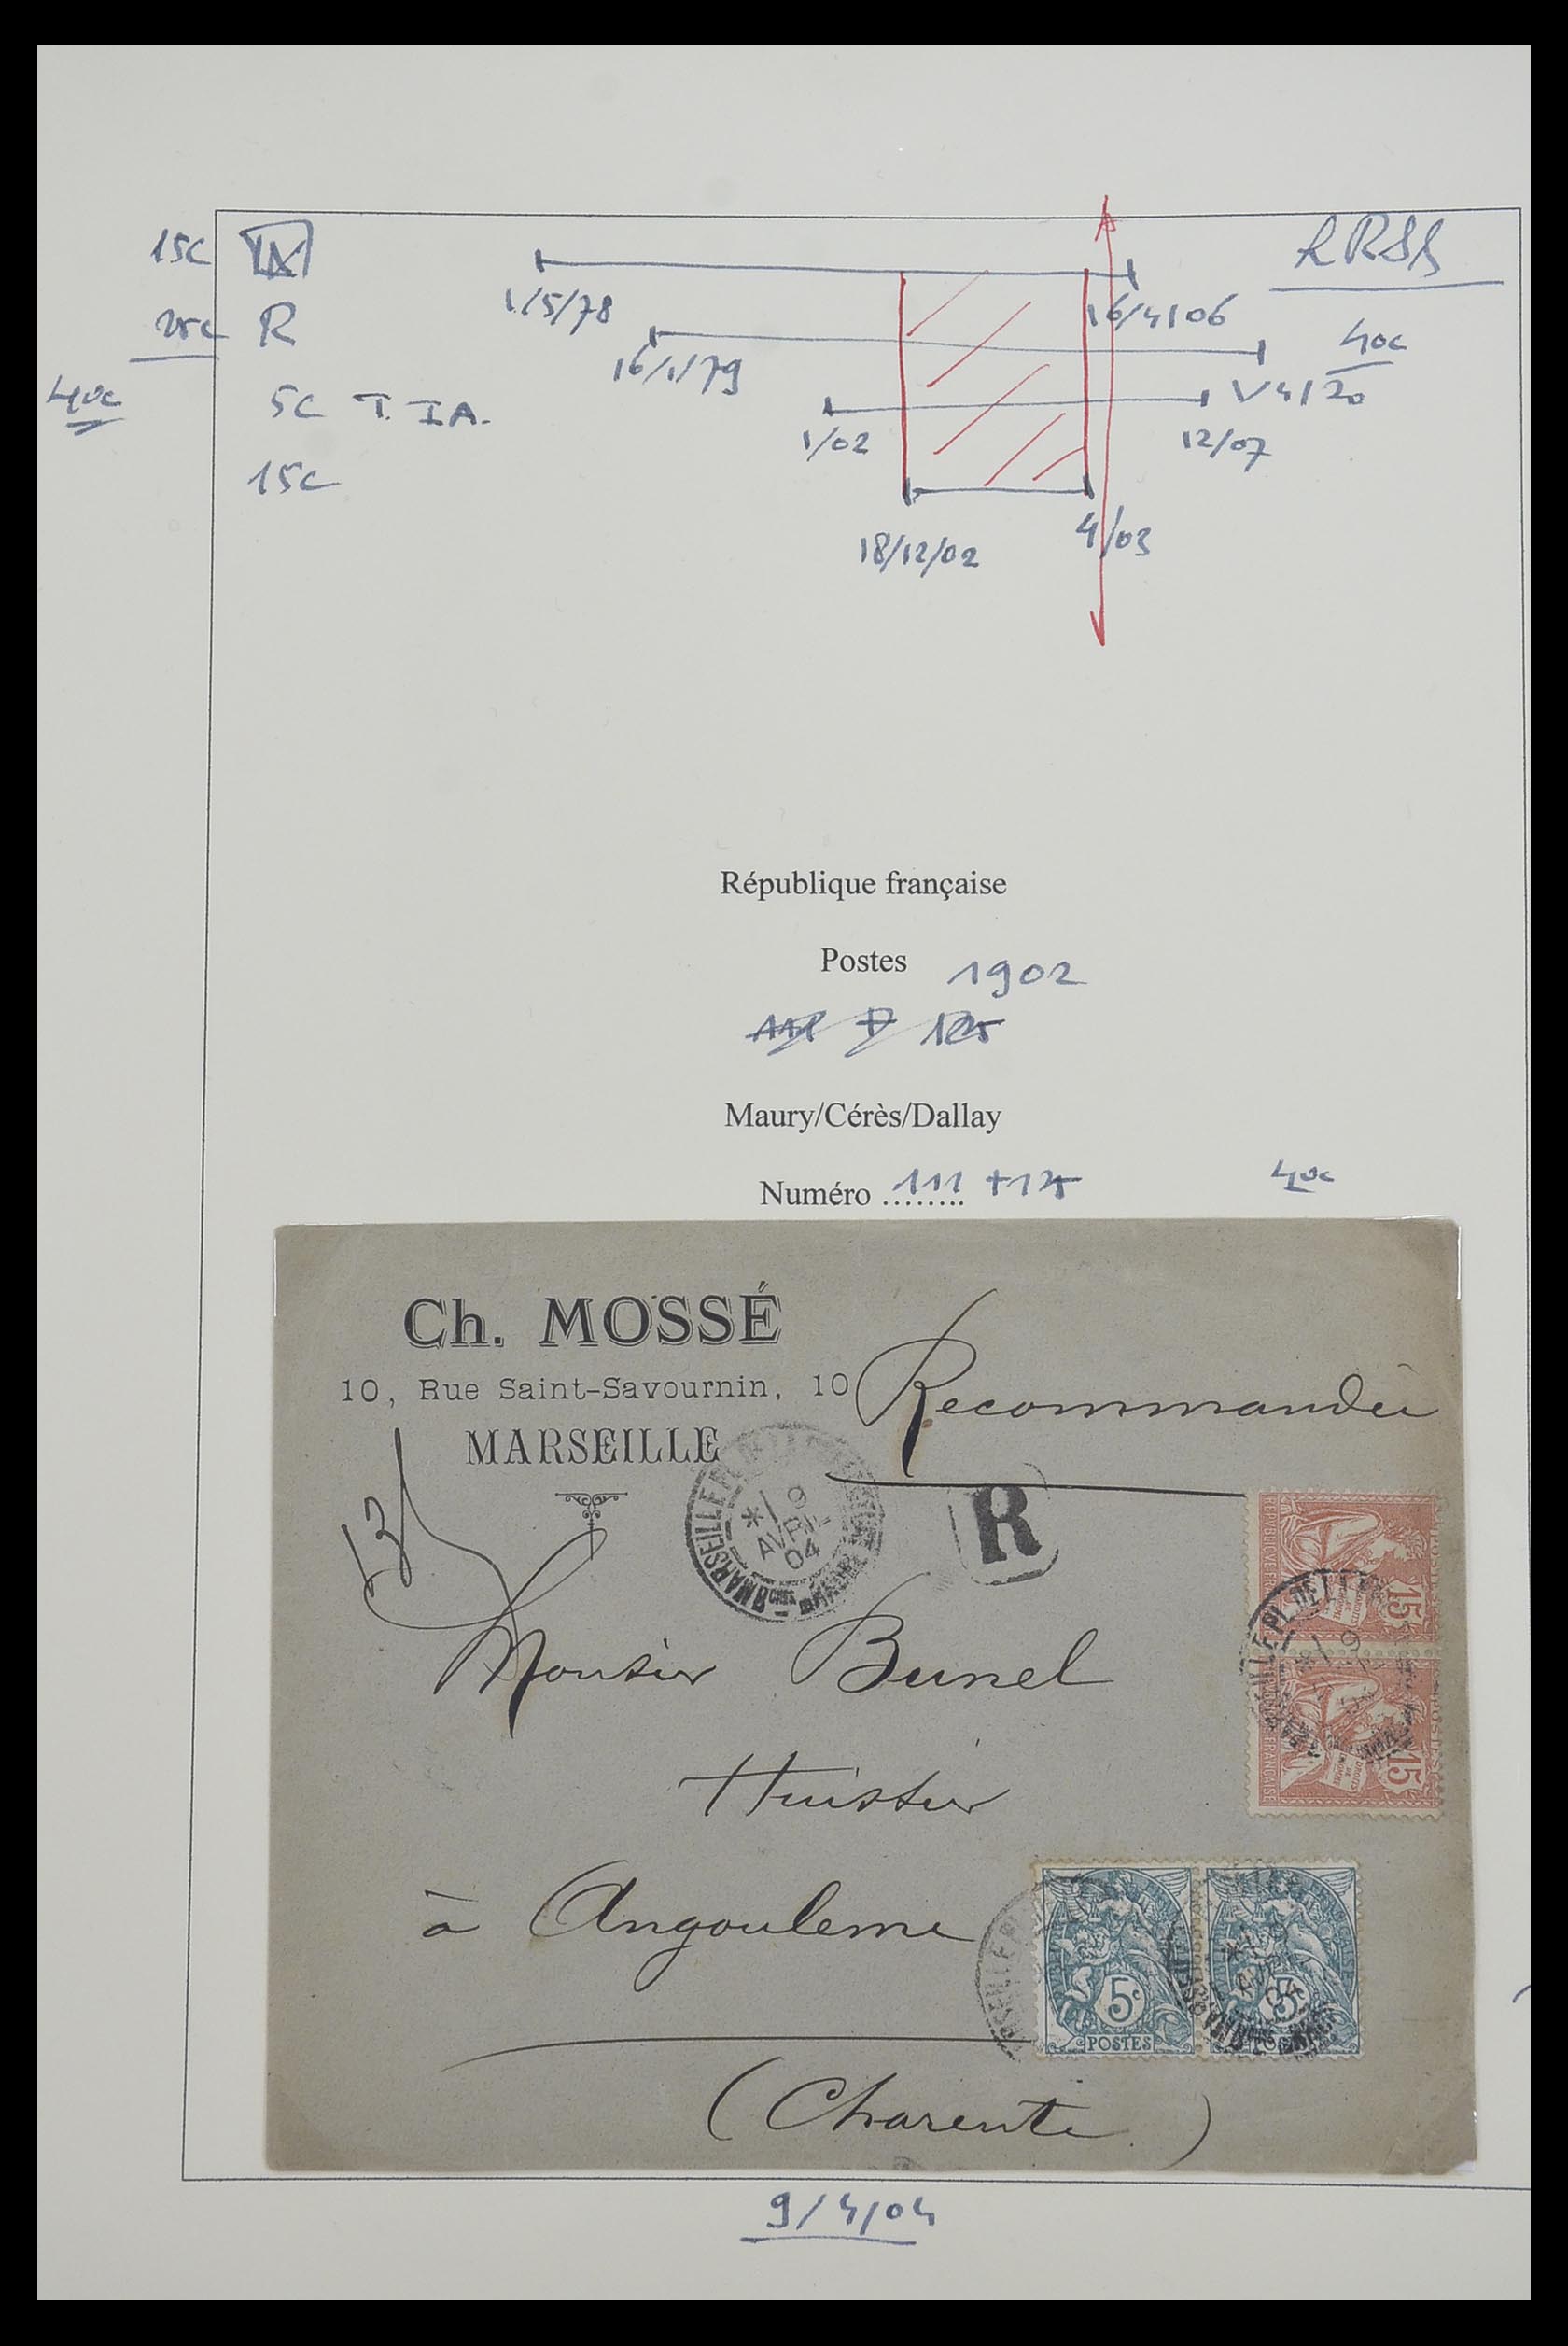 15c
25c R
40c 5c T. IA.
15c
1/5/78
16/4/06
16/1/79
40c
1/02
12/07
18/12/02
4/03
République française
Postes 1902
Maury/Cérès/Dallay
Numéro ........ 111 + 125
40c
Ch. MOSSÉ
10, Rue Saint-Savournin, 10
MARSEILLE
Recommandée
R
9
AVRIL
04
MARSEILLE
15
15
Monsieur Bunel
Huissier
à Angouleme
5c
POSTES
(Charente)
9/4/04